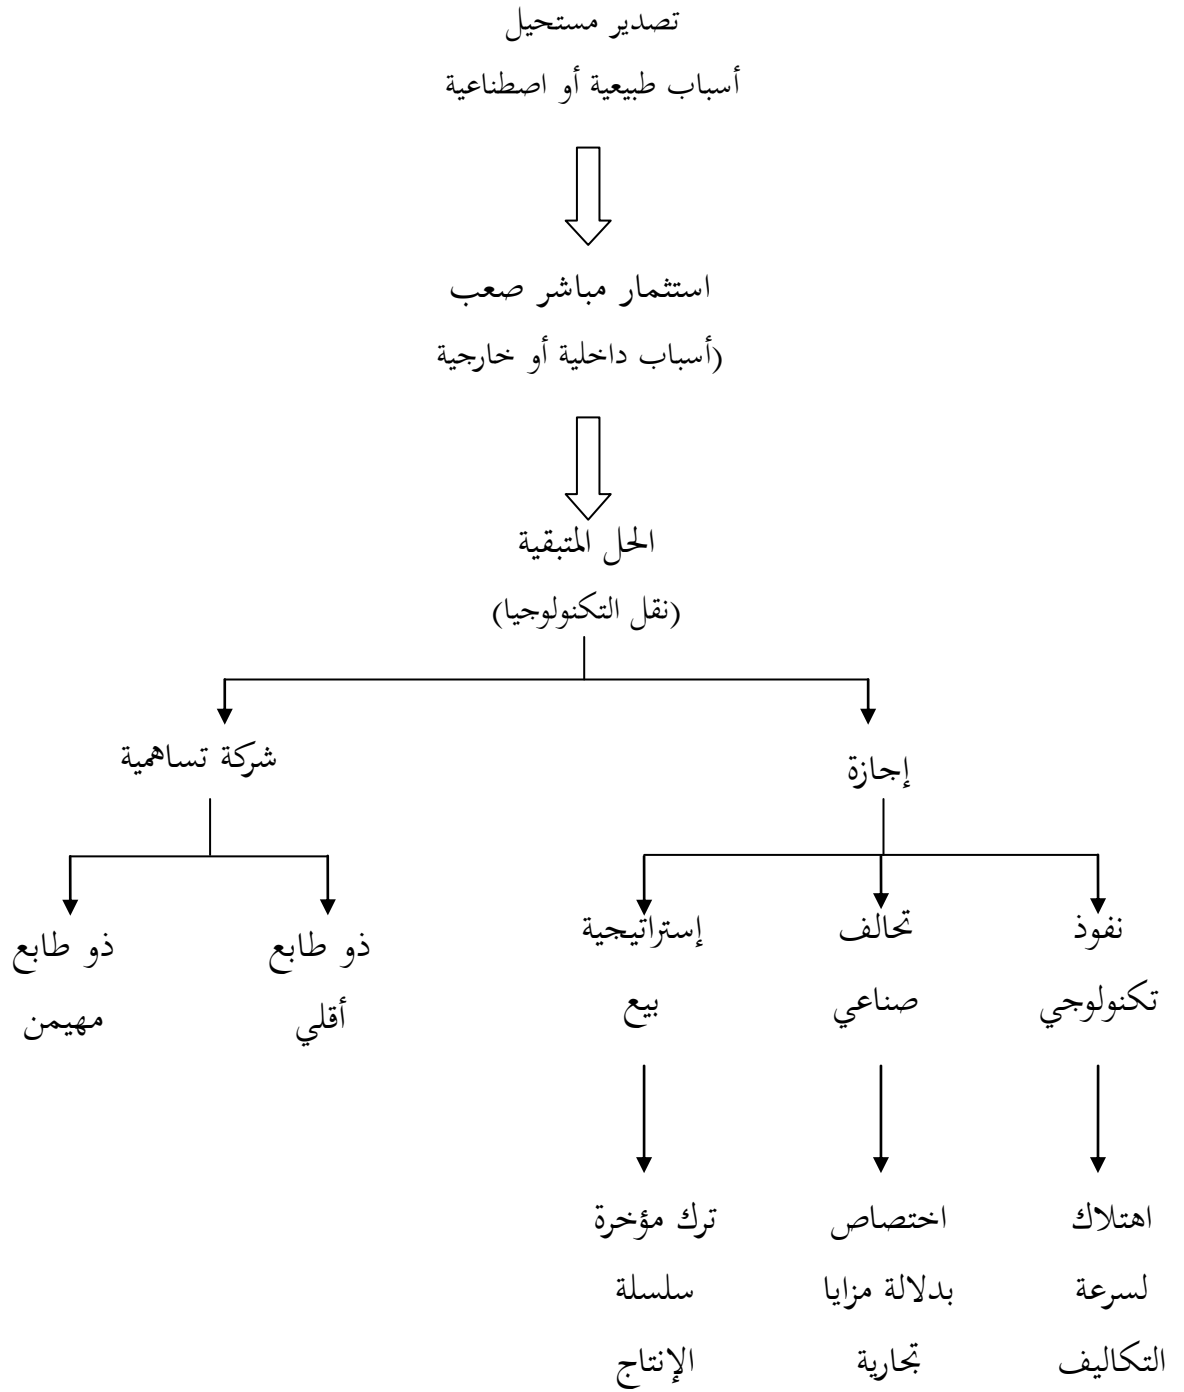 تصدير مستحيل
أسباب طبيعية أو اصطناعية
استثمار مباشر صعب
(أسباب داخلية أو خارجية
الحل المتبقية
(نقل التكنولوجيا)
إجازة
شركة تساهمية
نفوذ
تكنولوجي
تحالف
صناعي
إستراتيجية
بيع
ذو طابع
أقلي
ذو طابع
مهيمن
اهتلاك
لسرعة
التكاليف
اختصاص
بدلالة مزايا
تجارية
ترك مؤخرة
سلسلة
الإنتاج